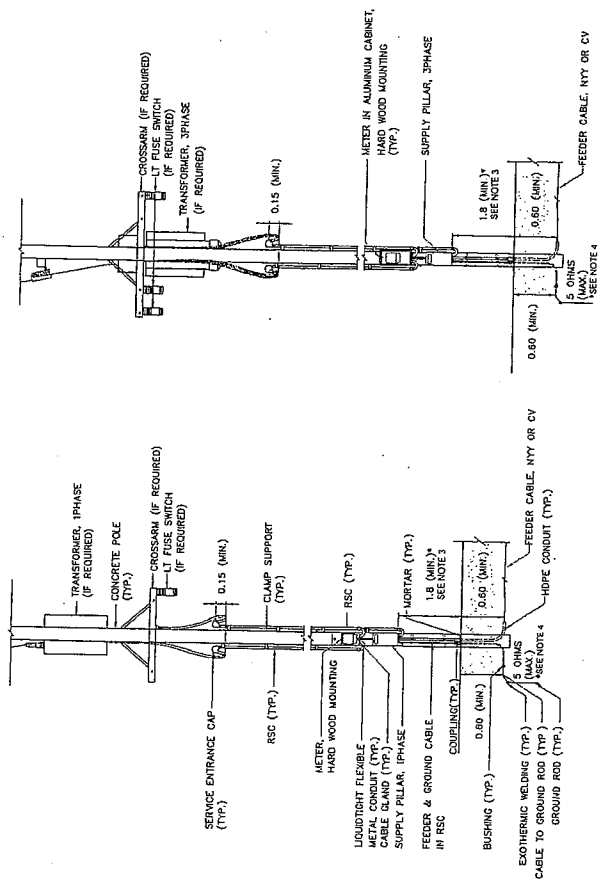 CROSSARM (IF REQUIRED)
LT FUSE SWITCH
(IF REQUIRED)
TRANSFORMER, 3PHASE
(IF REQUIRED)
0.15 (MIN.)
METER IN ALUMINUM CABINET,
HARD WOOD MOUNTING
(TYP.)
SUPPLY PILLAR, 3PHASE
1.8 (MIN.)*
SEE NOTE 3
0.60 (MIN.)
FEEDER CABLE, NYY OR CV
0.60 (MIN.)
5 OHMS
(MAX.)
*SEE NOTE 4
TRANSFORMER, 1PHASE
(IF REQUIRED)
CONCRETE POLE
(TYP.)
CROSSARM (IF REQUIRED)
LT FUSE SWITCH
(IF REQUIRED)
SERVICE ENTRANCE CAP
(TYP.)
0.15 (MIN.)
CLAMP SUPPORT
(TYP.)
RSC (TYP.)
RSC (TYP.)
METER,
HARD WOOD MOUNTING
LIQUIDTIGHT FLEXIBLE
METAL CONDUIT (TYP.)
CABLE GLAND (TYP.)
SUPPLY PILLAR, 1PHASE
MORTAR (TYP.)
1.8 (MIN.)*
SEE NOTE 3
FEEDER & GROUND CABLE
IN RSC
COUPLING(TYP.)
0.60 (MIN.)
0.60 (MIN.)
FEEDER CABLE, NYY OR CV
HDPE CONDUIT (TYP.)
BUSHING (TYP.)
5 OHMS
(MAX.)
*SEE NOTE 4
EXOTHERMIC WELDING (TYP.)
CABLE TO GROUND ROD (TYP.)
GROUND ROD (TYP.)